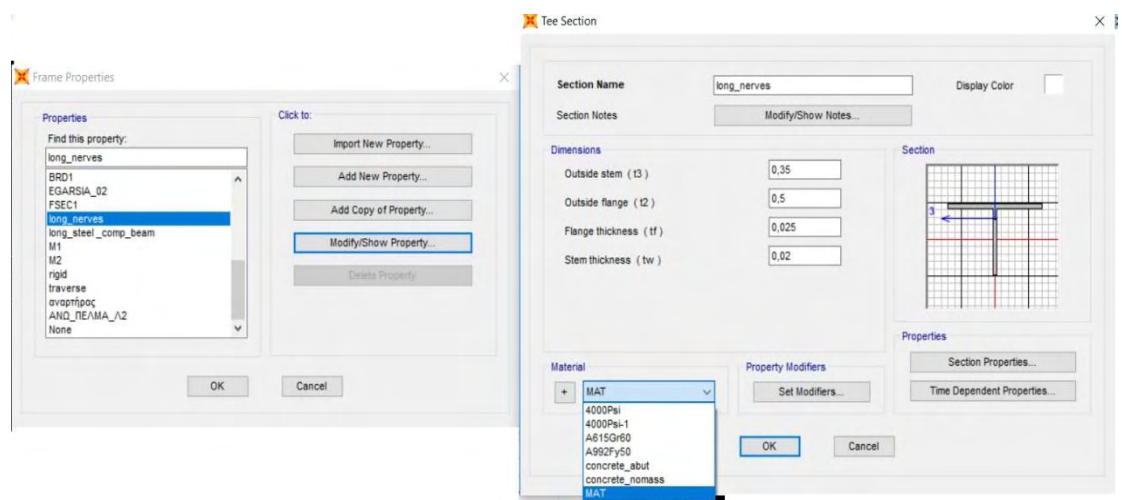 Frame Properties
Properties
Find this property:
long_nerves
BRD1
EGARSIA_02
FSEC1
long_nerves
long_steel _comp_beam
M1
M2
rigid
traverse
αναρτήρας
ΑΝΩ_ΠΕΛΜΑ_Λ2
None
Click to:
Import New Property...
Add New Property...
Add Copy of Property...
Modify/Show Property...
Delete Property
OK
Cancel
Tee Section
Section Name
long_nerves
Display Color
Section Notes
Modify/Show Notes...
Dimensions
Outside stem ( t3 )
0,35
Outside flange ( t2 )
0,5
Flange thickness ( tf )
0,025
Stem thickness ( tw )
0,02
Section
3
Properties
Section Properties...
Time Dependent Properties...
Material
+
MAT
4000Psi
4000Psi-1
A615Gr60
A992Fy50
concrete_abut
concrete_nomass
MAT
Property Modifiers
Set Modifiers...
OK
Cancel